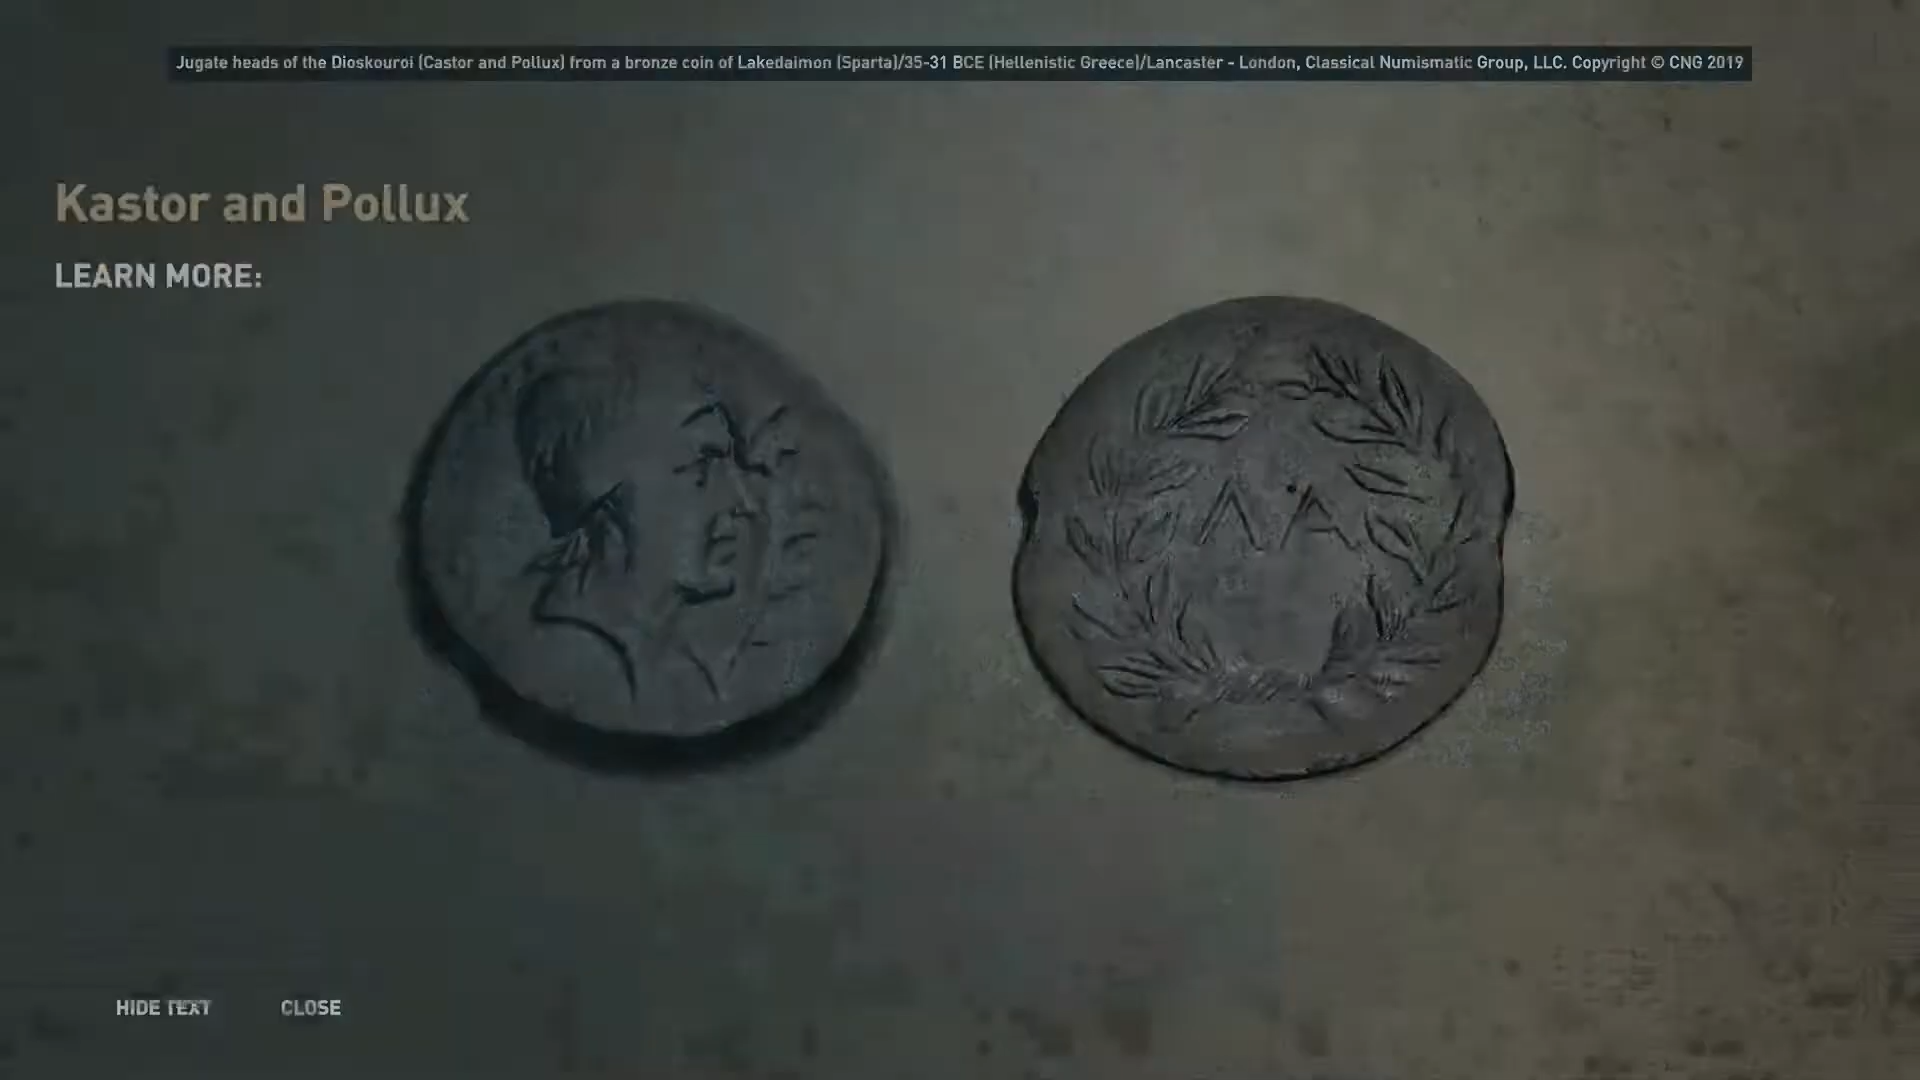 Jugate heads of the Dioskouroi (Castor and Pollux) from a bronze coin of Lakedaimon (Sparta)/35-31 BCE (Hellenistic Greece)/Lancaster - London, Classical Numismatic Group, LLC. Copyright © CNG 2019
Kastor and Pollux
LEARN MORE:
ΛΑ
HIDE TEXT
CLOSE